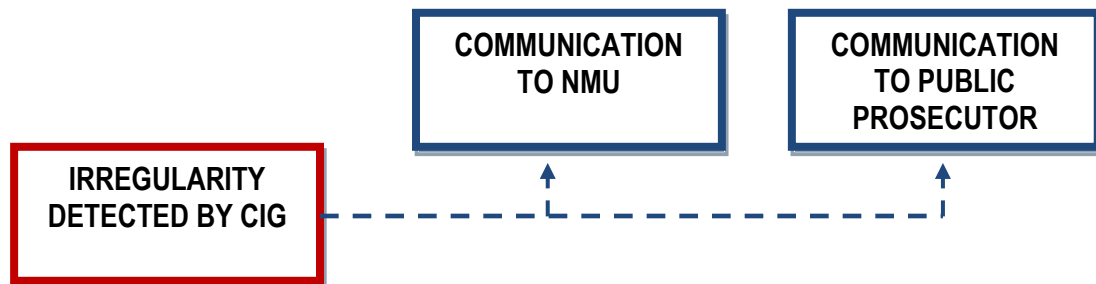 COMMUNICATION
TO NMU
COMMUNICATION
TO PUBLIC
PROSECUTOR
IRREGULARITY
DETECTED BY CIG